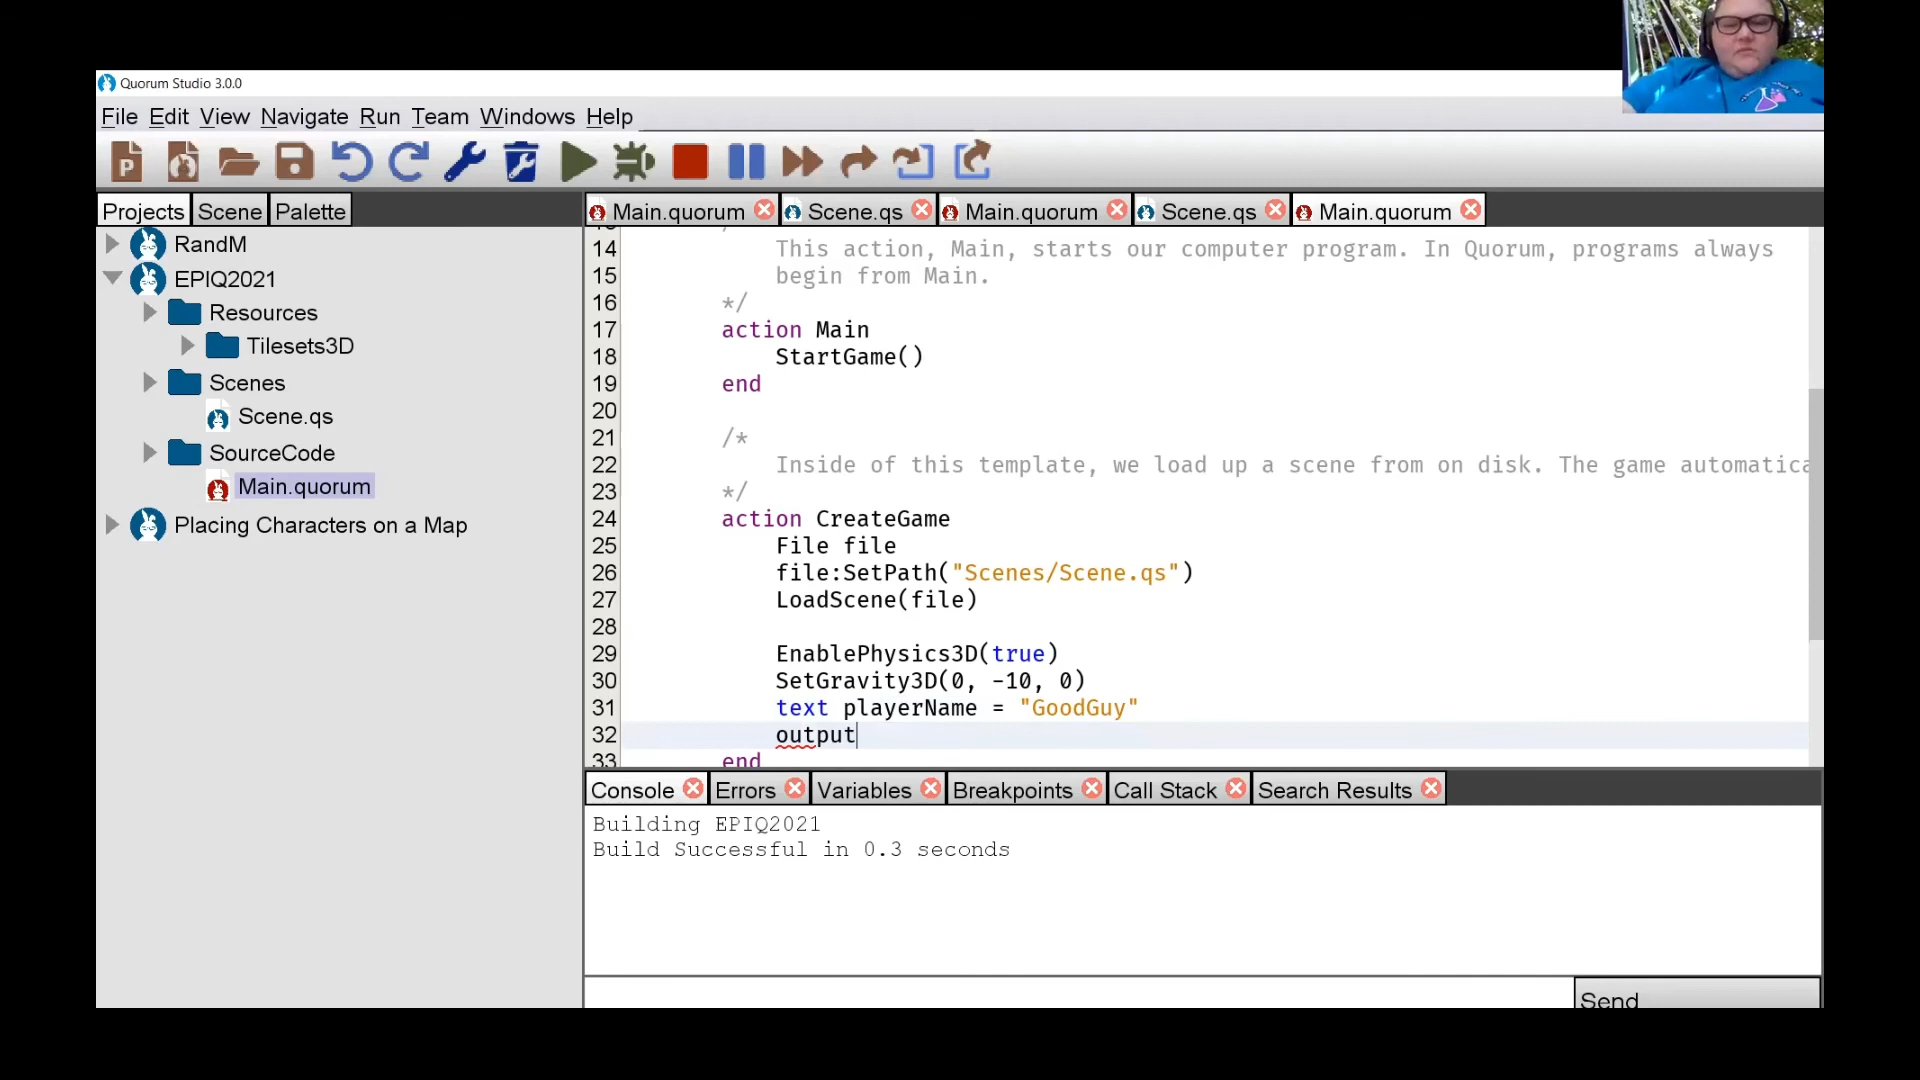 Quorum Studio 3.0.0
File Edit View Navigate Run Team Windows Help
P
Projects Scene Palette
RandM
EPIQ2021
Resources
Tilesets3D
Scenes
Scene.qs
SourceCode
Main.quorum
Placing Characters on a Map
Main.quorum Scene.qs Main.quorum Scene.qs Main.quorum
14 This action, Main, starts our computer program. In Quorum, programs always
15 begin from Main.
16 */
17 action Main
18 StartGame()
19 end
20
21 /*
22 Inside of this template, we load up a scene from on disk. The game automatica
23 */
24 action CreateGame
25 File file
26 file:SetPath("Scenes/Scene.qs")
27 LoadScene(file)
28
29 EnablePhysics3D(true)
30 SetGravity3D(0, -10, 0)
31 text playerName = "GoodGuy"
32 output
33 end
Console Errors Variables Breakpoints Call Stack Search Results
Building EPIQ2021
Build Successful in 0.3 seconds
Send